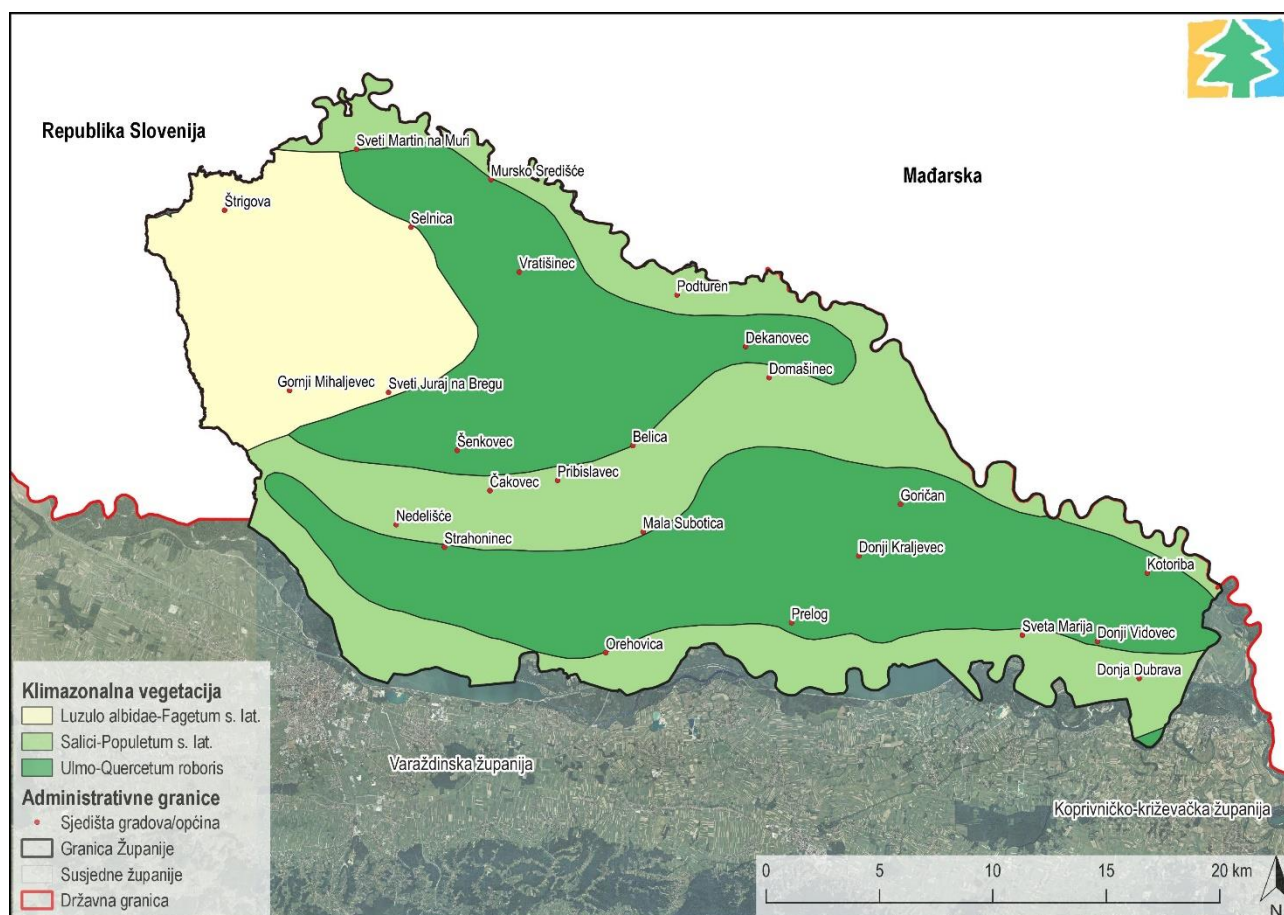 Republika Slovenija
Mađarska
Sveti Martin na Muri
Mursko Središće
Štrigova
Selnica
Vratišinec
Podturen
Dekanovec
Domašinec
Gornji Mihaljevec
Sveti Juraj na Bregu
Šenkovec
Belica
Pribislavec
Čakovec
Goričan
Nedelišće
Mala Subotica
Strahoninec
Donji Kraljevec
Kotoriba
Prelog
Sveta Marija
Donji Vidovec
Orehovica
Donja Dubrava
Varaždinska županija
Koprivničko-križevačka županija
Klimazonalna vegetacija
Luzulo albidae-Fagetum s. lat.
Salici-Populetum s. lat.
Ulmo-Quercetum roboris
Administrativne granice
Sjedišta gradova/općina
Granica Županije
Susjedne županije
Državna granica
0 5 10 15 20 km
N